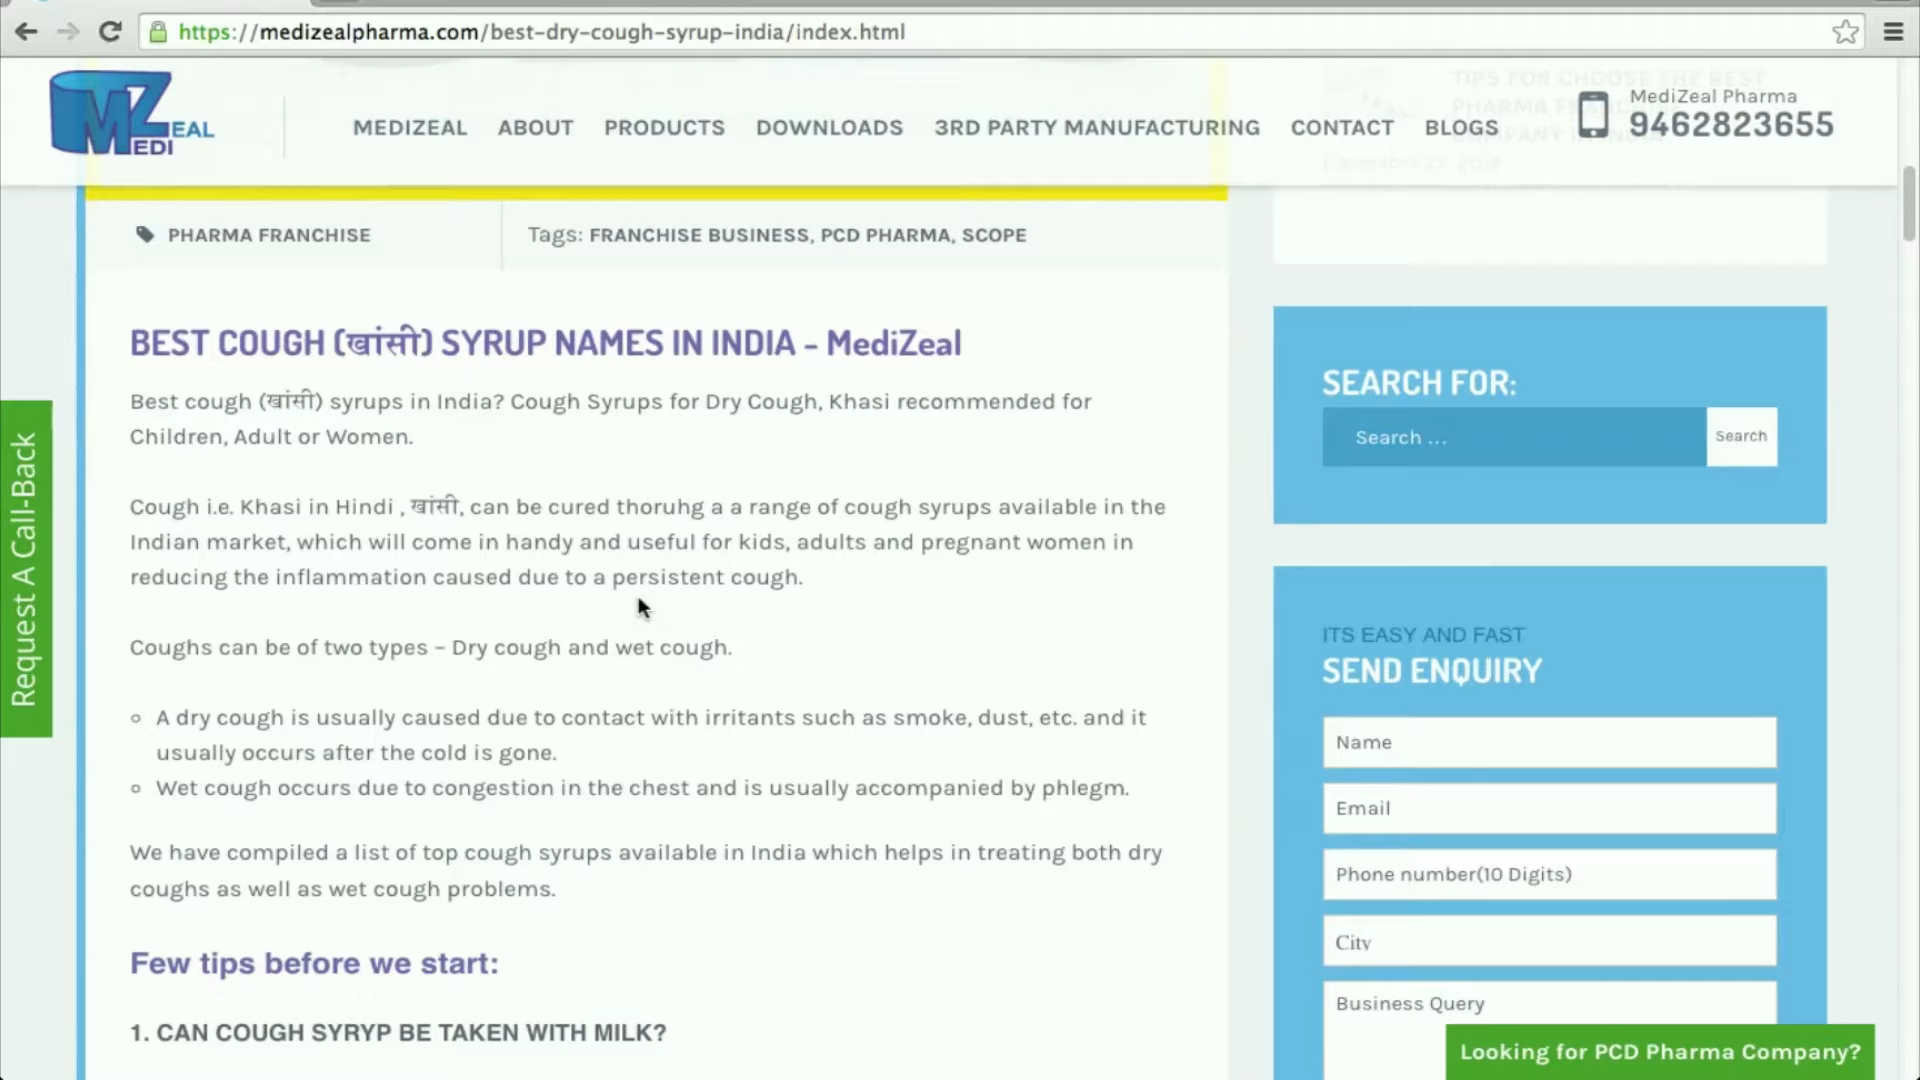 https://medizealpharma.com/best-dry-cough-syrup-india/index.html
MZEAL
MEDI
MEDIZEAL
ABOUT
PRODUCTS
DOWNLOADS
3RD PARTY MANUFACTURING
CONTACT
BLOGS
MediZeal Pharma
9462823655
TIPS FOR CHOOSE THE BEST
PHARMA
PHARMA FRANCHISE
Tags: FRANCHISE BUSINESS, PCD PHARMA, SCOPE
BEST COUGH (खांसी) SYRUP NAMES IN INDIA – MediZeal
Best cough (खांसी) syrups in India? Cough Syrups for Dry Cough, Khasi recommended for
Children, Adult or Women.
Cough i.e. Khasi in Hindi , खांसी, can be cured thoruhg a a range of cough syrups available in the
Indian market, which will come in handy and useful for kids, adults and pregnant women in
reducing the inflammation caused due to a persistent cough.
Coughs can be of two types – Dry cough and wet cough.
A dry cough is usually caused due to contact with irritants such as smoke, dust, etc. and it
usually occurs after the cold is gone.
Wet cough occurs due to congestion in the chest and is usually accompanied by phlegm.
We have compiled a list of top cough syrups available in India which helps in treating both dry
coughs as well as wet cough problems.
Few tips before we start:
1. CAN COUGH SYRYP BE TAKEN WITH MILK?
Request A Call-Back
SEARCH FOR:
Search ...
Search
ITS EASY AND FAST
SEND ENQUIRY
Name
Email
Phone number(10 Digits)
City
Business Query
Looking for PCD Pharma Company?